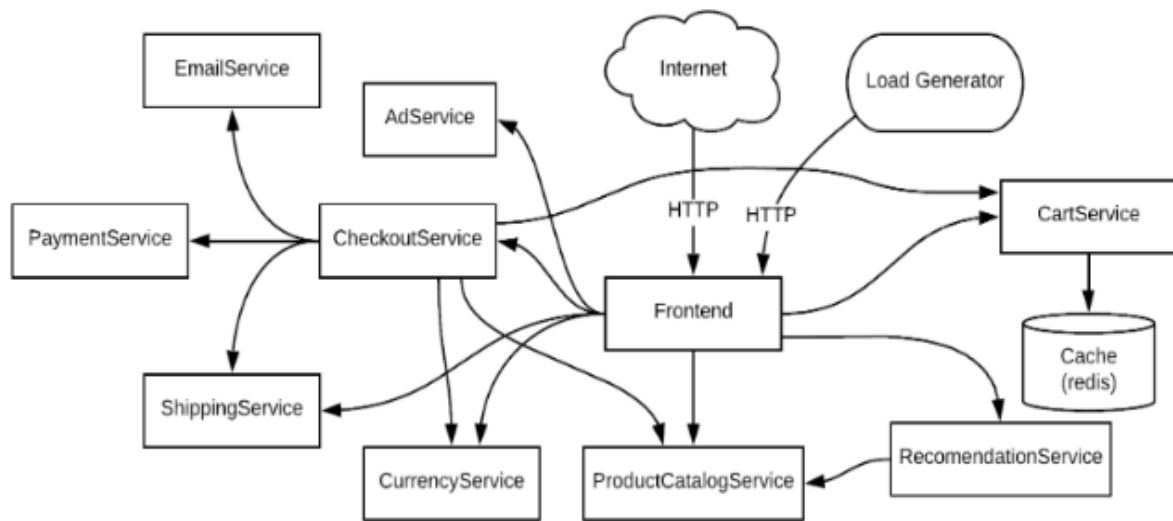 EmailService
Internet
Load Generator
AdService
HTTP
HTTP
PaymentService
CheckoutService
CartService
Frontend
Cache
(redis)
ShippingService
CurrencyService
ProductCatalogService
RecomendationService